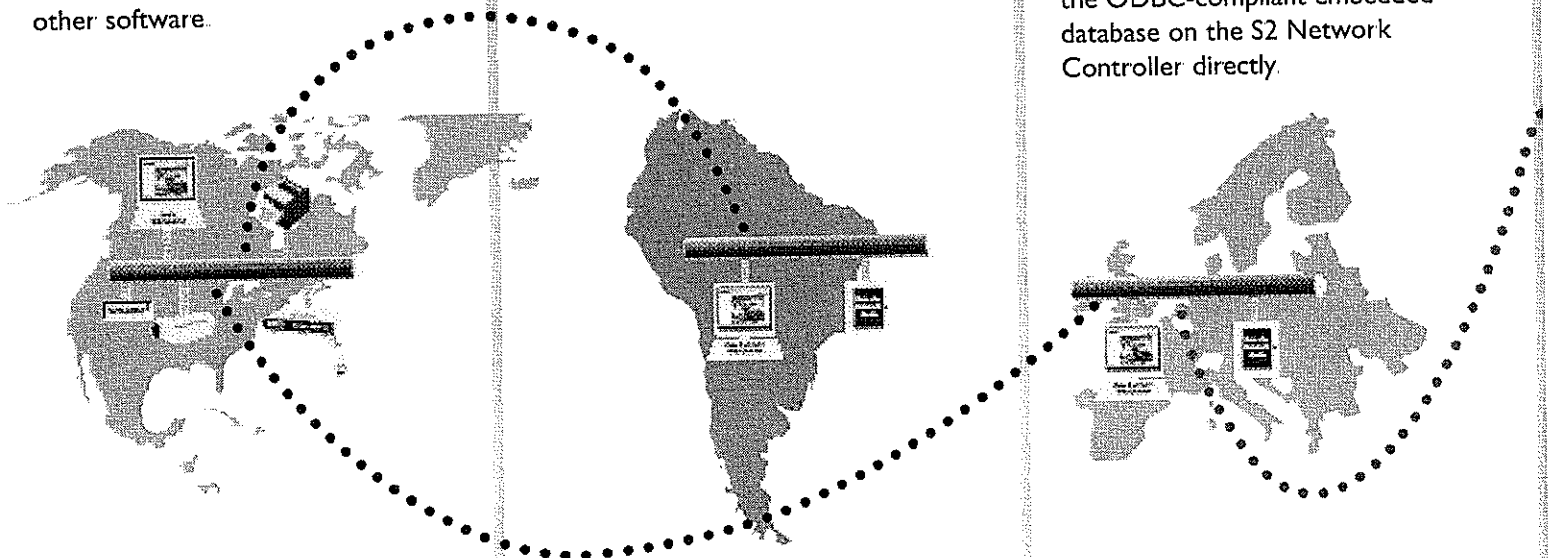 other software.
the ODBC-compliant embedded
database on the S2 Network
Controller directly.